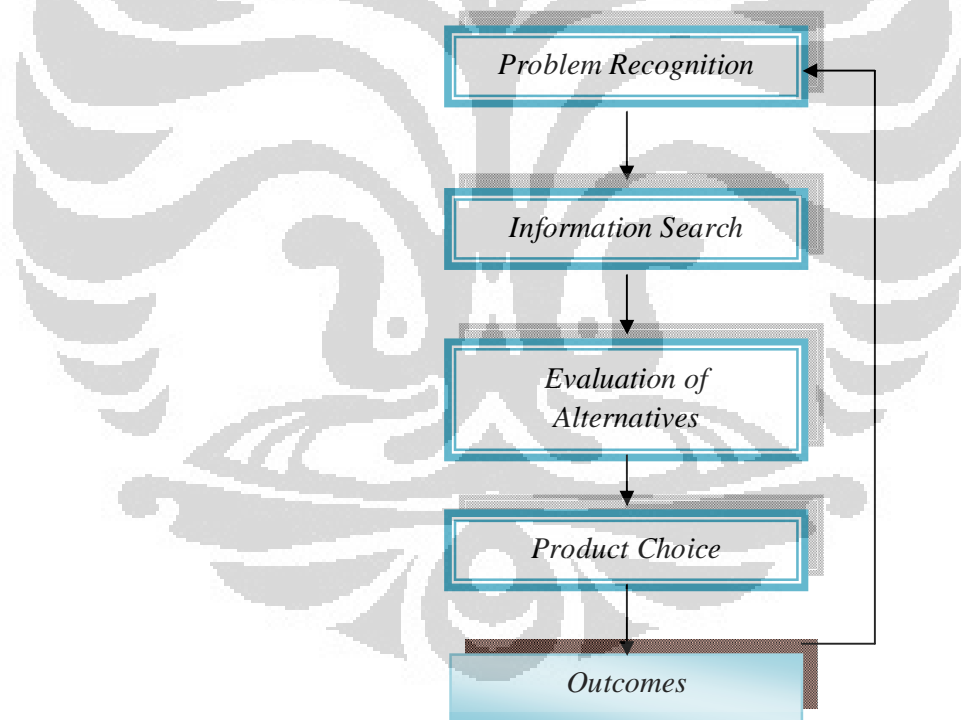 Problem Recognition
Information Search
Evaluation of
Alternatives
Product Choice
Outcomes